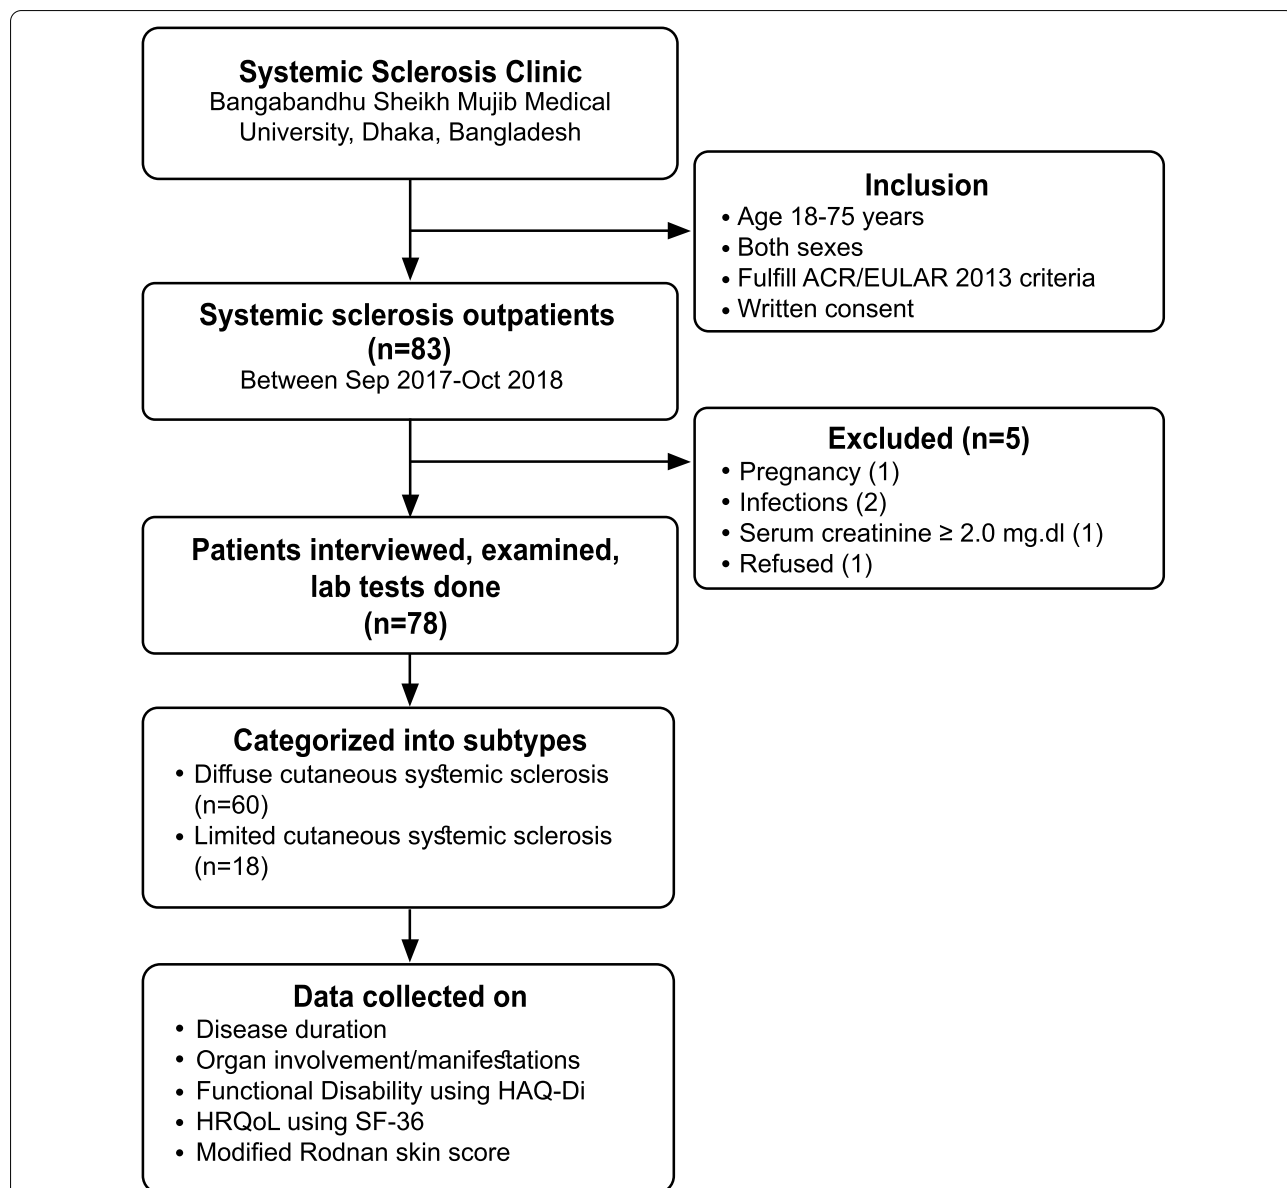 Systemic Sclerosis Clinic
Bangabandhu Sheikh Mujib Medical
University, Dhaka, Bangladesh
Inclusion
• Age 18-75 years
• Both sexes
• Fulfill ACR/EULAR 2013 criteria
• Written consent
Systemic sclerosis outpatients
(n=83)
Between Sep 2017-Oct 2018
Excluded (n=5)
• Pregnancy (1)
• Infections (2)
• Serum creatinine ≥ 2.0 mg.dl (1)
• Refused (1)
Patients interviewed, examined,
lab tests done
(n=78)
Categorized into subtypes
• Diffuse cutaneous systemic sclerosis
(n=60)
• Limited cutaneous systemic sclerosis
(n=18)
Data collected on
• Disease duration
• Organ involvement/manifestations
• Functional Disability using HAQ-Di
• HRQoL using SF-36
• Modified Rodnan skin score